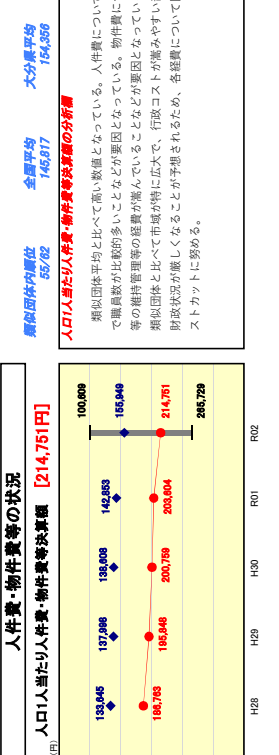 人件費・物件費等の状況
人口1人当たり人件費・物件費等決算額 [214,751円]
(円)
100,609
133,645
137,996
138,608
142,853
155,949
188,763
195,848
200,759
203,604
214,751
265,729
H28
H29
H30
R01
R02
類似団体内順位
55/62
全国平均
145,817
大分県平均
154,356
人口1人当たり人件費・物件費等決算額の分析欄
類似団体平均と比べて高い数値となっている。人件費につい
で職員数が比較的多いことなどが要因となっている。物件費に
等の維持管理等の経費が嵩んでいることなどが要因となってい
類似団体と比べて市域が特に広大で、行政コストが嵩みやすい
財政状況が厳しくなることが予想されるため、各経費について
ストカットに努める。